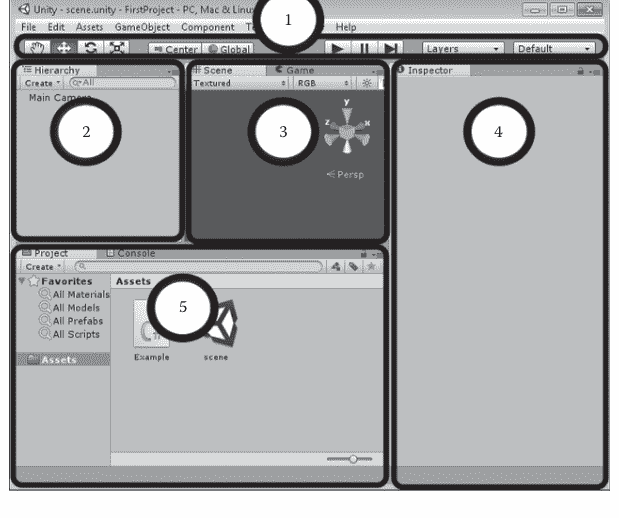 Unity - scene.unity - FirstProject - PC, Mac & Linu
1
File Edit Assets GameObject Component T Help
Center Global Layers Default
Hierarchy
Create All
Main Camera
2
Scene Game
Textured RGB
y
z x
Persp
3
Inspector
4
Project Console
Create
Favorites
All Materials
All Models
All Prefabs
All Scripts
Assets
Assets
5
C#
Example scene